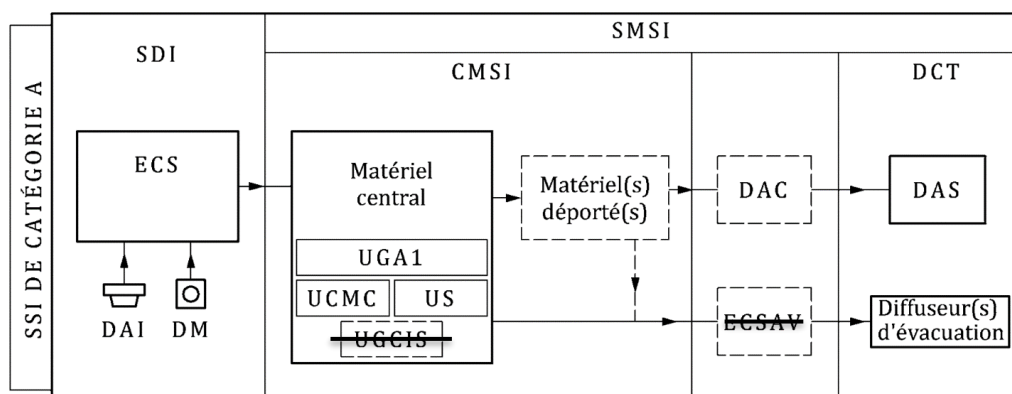 SSI DE CATÉGORIE A
SDI
SMSI
CMSI
DCT
ECS
Matériel
central
Matériel(s)
déporté(s)
DAC
DAS
UGA1
UCMC
US
UGCIS
ECSAV
Diffuseur(s)
d'évacuation
DAI
DM